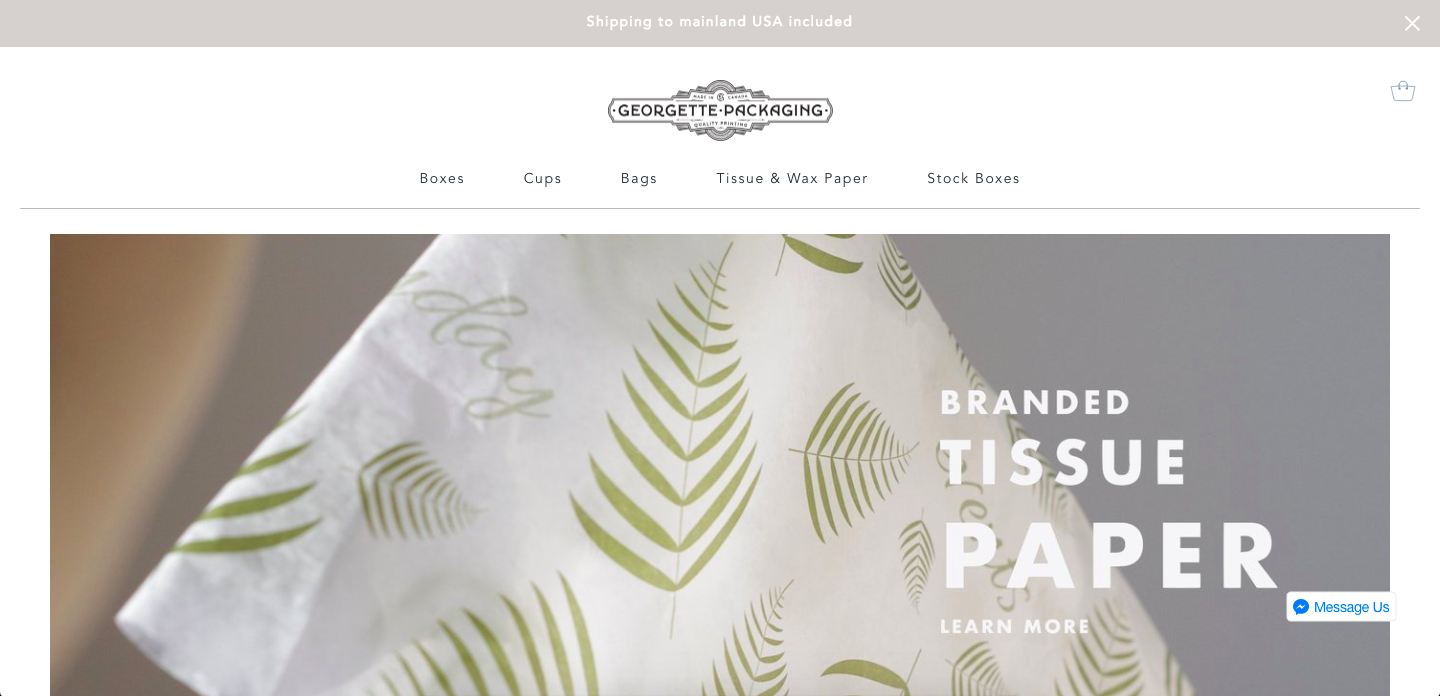 Shipping to mainland USA included
MADE IN CANADA
GEORGETTE·PACKAGING
QUALITY PRINTING
Boxes Cups Bags Tissue & Wax Paper Stock Boxes
day
BRANDED
TISSUE
PAPER
LEARN MORE
Message Us